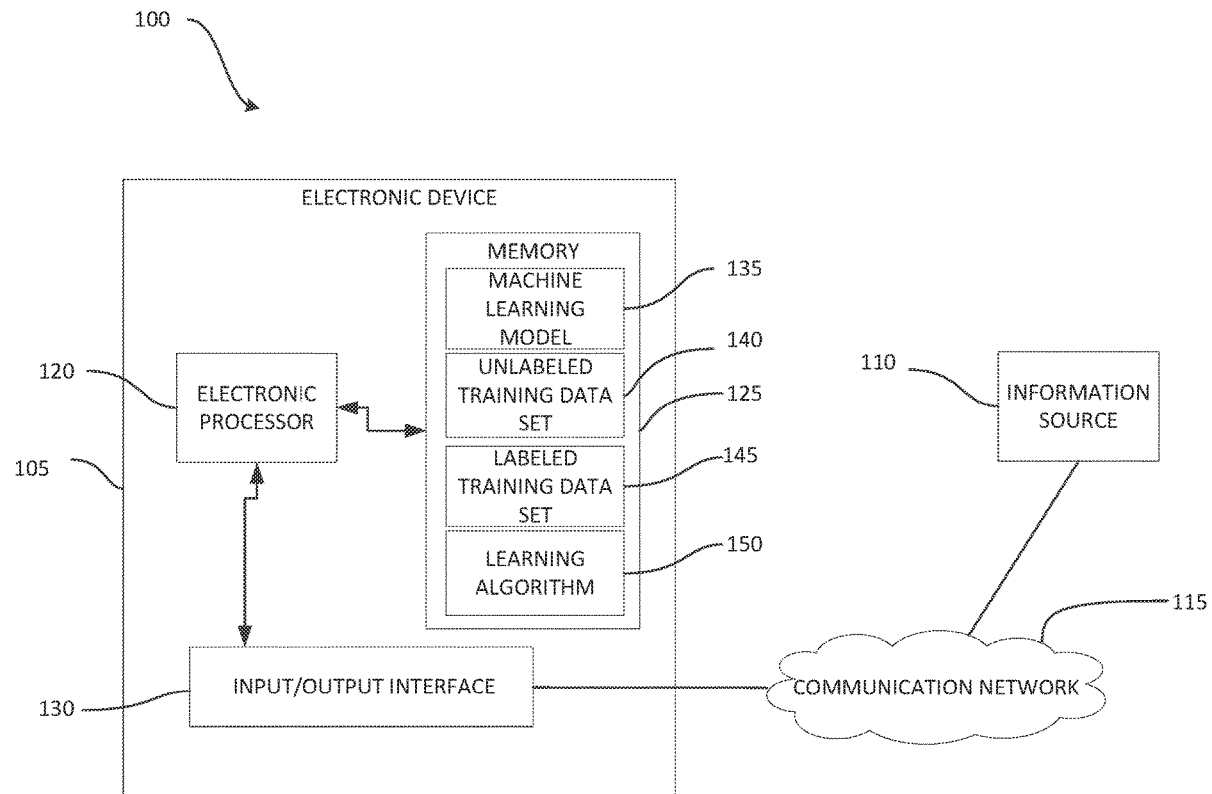 100
ELECTRONIC DEVICE
MEMORY
MACHINE
LEARNING
MODEL
135
UNLABELED
TRAINING DATA
SET
140
125
LABELED
TRAINING DATA
SET
145
LEARNING
ALGORITHM
150
120
ELECTRONIC
PROCESSOR
105
110
INFORMATION
SOURCE
115
COMMUNICATION NETWORK
INPUT/OUTPUT INTERFACE
130